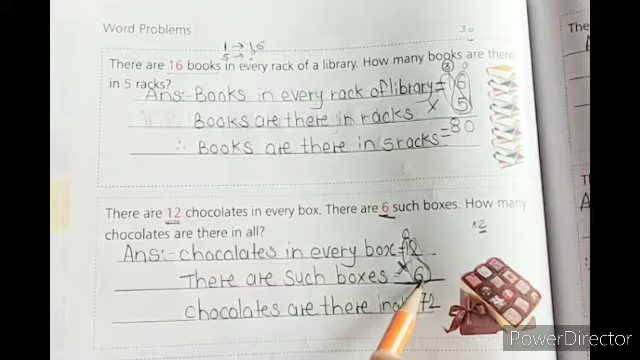 Word Problems
30
1 → 16
5 → ?
There are 16 books in every rack of a library. How many books are there
in 5 racks?
Ans:- Books in every rack of library = 16
Books are there in racks × 5
∴ Books are there in 5 racks = 80
There are 12 chocolates in every box. There are 6 such boxes. How many
chocolates are there in all?
12
Ans:- chocolates in every box = 12
There are such boxes = × 6
Chocolates are there in 72
The
PowerDirector